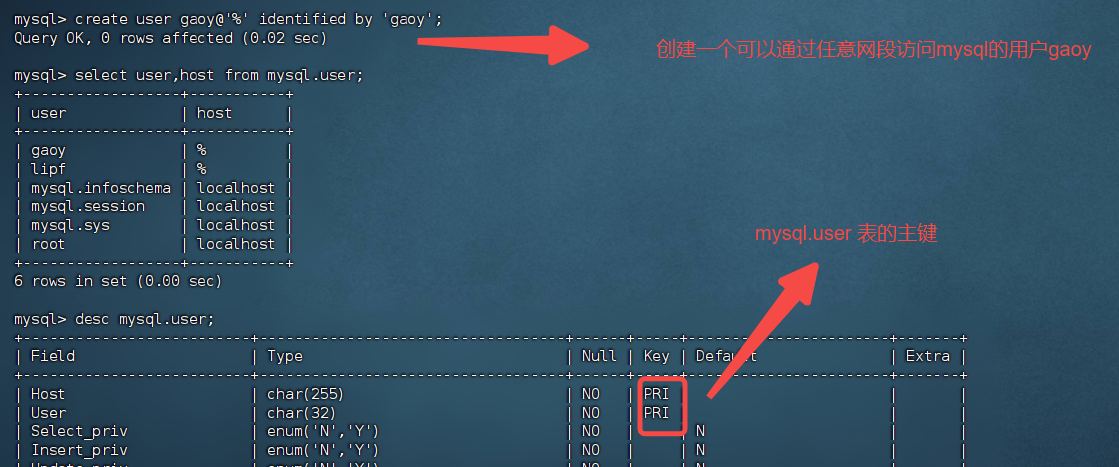 mysql> create user gaoy@'%' identified by 'gaoy';
Query OK, 0 rows affected (0.02 sec)
创建一个可以通过任意网段访问mysql的用户gaoy
mysql> select user,host from mysql.user;
+------------------+-----------+
| user             | host      |
+------------------+-----------+
| gaoy             | %         |
| lipf             | %         |
| mysql.infoschema | localhost |
| mysql.session    | localhost |
| mysql.sys        | localhost |
| root             | localhost |
+------------------+-----------+
6 rows in set (0.00 sec)
mysql.user 表的主键
mysql> desc mysql.user;
+--------------------------+-----------------------------------+------+-----+-----------------------+-------+
| Field                    | Type                              | Null | Key | Default               | Extra |
+--------------------------+-----------------------------------+------+-----+-----------------------+-------+
| Host                     | char(255)                         | NO   | PRI |                       |       |
| User                     | char(32)                          | NO   | PRI |                       |       |
| Select_priv              | enum('N','Y')                     | NO   |     | N                     |       |
| Insert_priv              | enum('N','Y')                     | NO   |     | N                     |       |